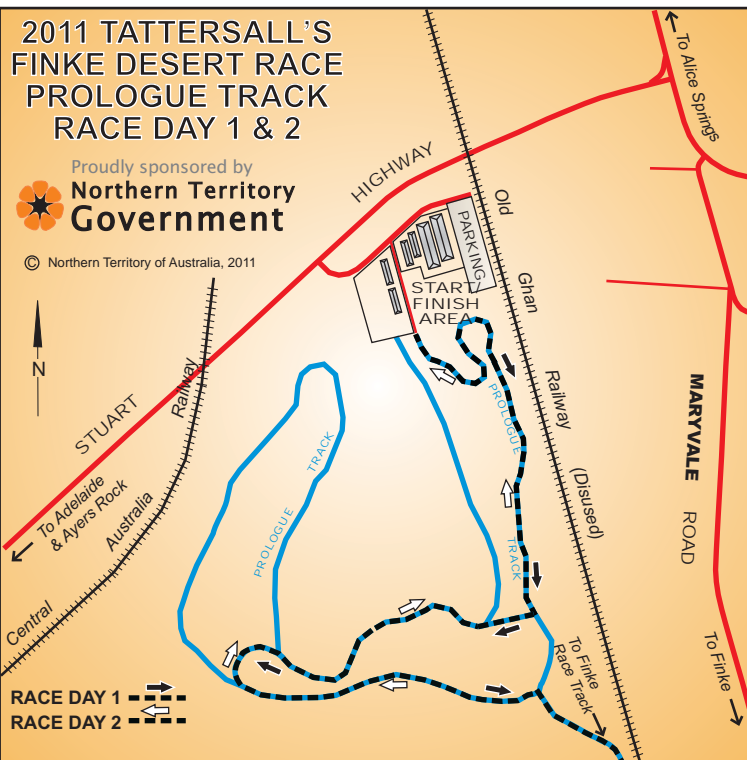 2011 TATTERSALL'S
FINKE DESERT RACE
PROLOGUE TRACK
RACE DAY 1 & 2
Proudly sponsored by
Northern Territory
Government
© Northern Territory of Australia, 2011
N
HIGHWAY
STUART
To Alice Springs
Old
Ghan
Railway
(Disused)
PARKING
START/
FINISH
AREA
PROLOGUE
TRACK
PROLOGUE
TRACK
Railway
Australia
Central
To Adelaide
& Ayers Rock
MARYVALE
ROAD
To Finke
To Finke
Race Track
RACE DAY 1
RACE DAY 2